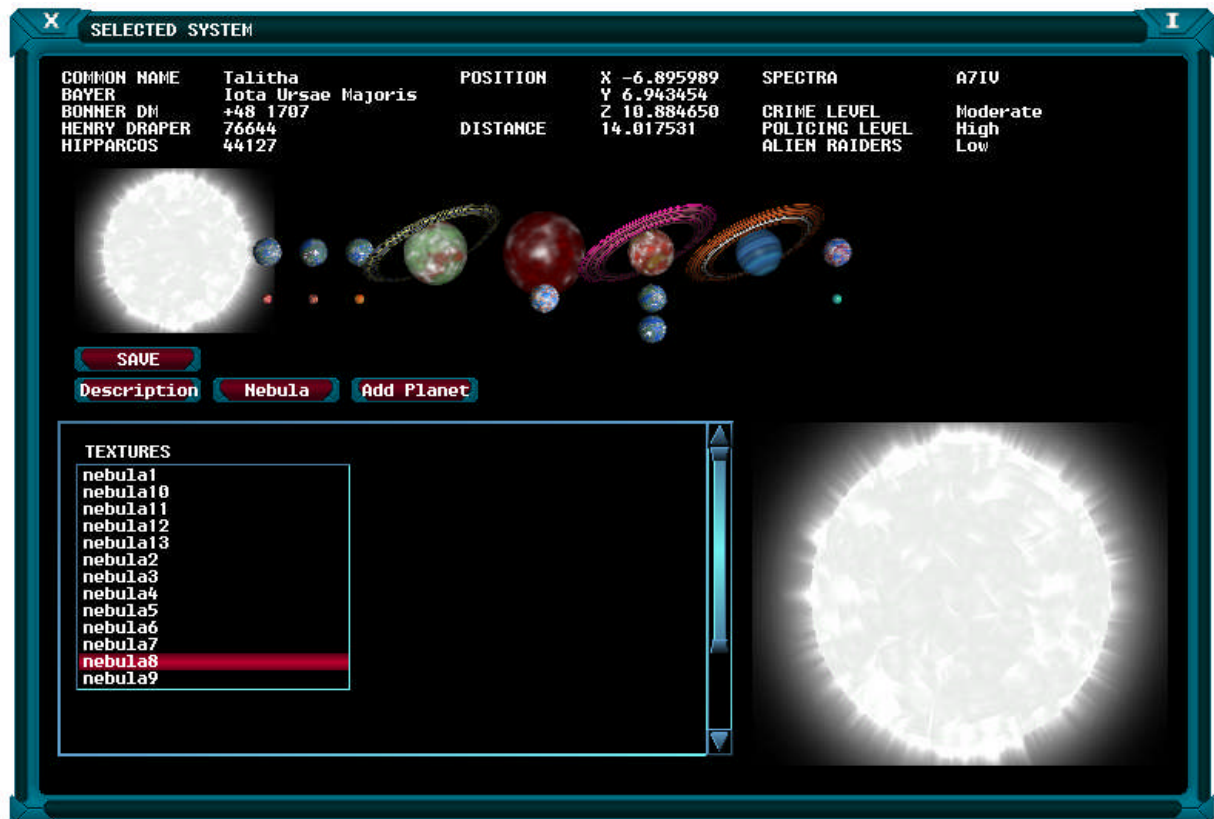 X
I
SELECTED SYSTEM
COMMON NAME Talitha POSITION X -6.895989 SPECTRA A7IV
BAYER Iota Ursae Majoris Y 6.943454
BONNER DM +48 1707 Z 10.884650 CRIME LEVEL Moderate
HENRY DRAPER 76644 DISTANCE 14.017531 POLICING LEVEL High
HIPPARCOS 44127 ALIEN RAIDERS Low
SAVE
Description Nebula Add Planet
TEXTURES
nebula1
nebula10
nebula11
nebula12
nebula13
nebula2
nebula3
nebula4
nebula5
nebula6
nebula7
nebula8
nebula9